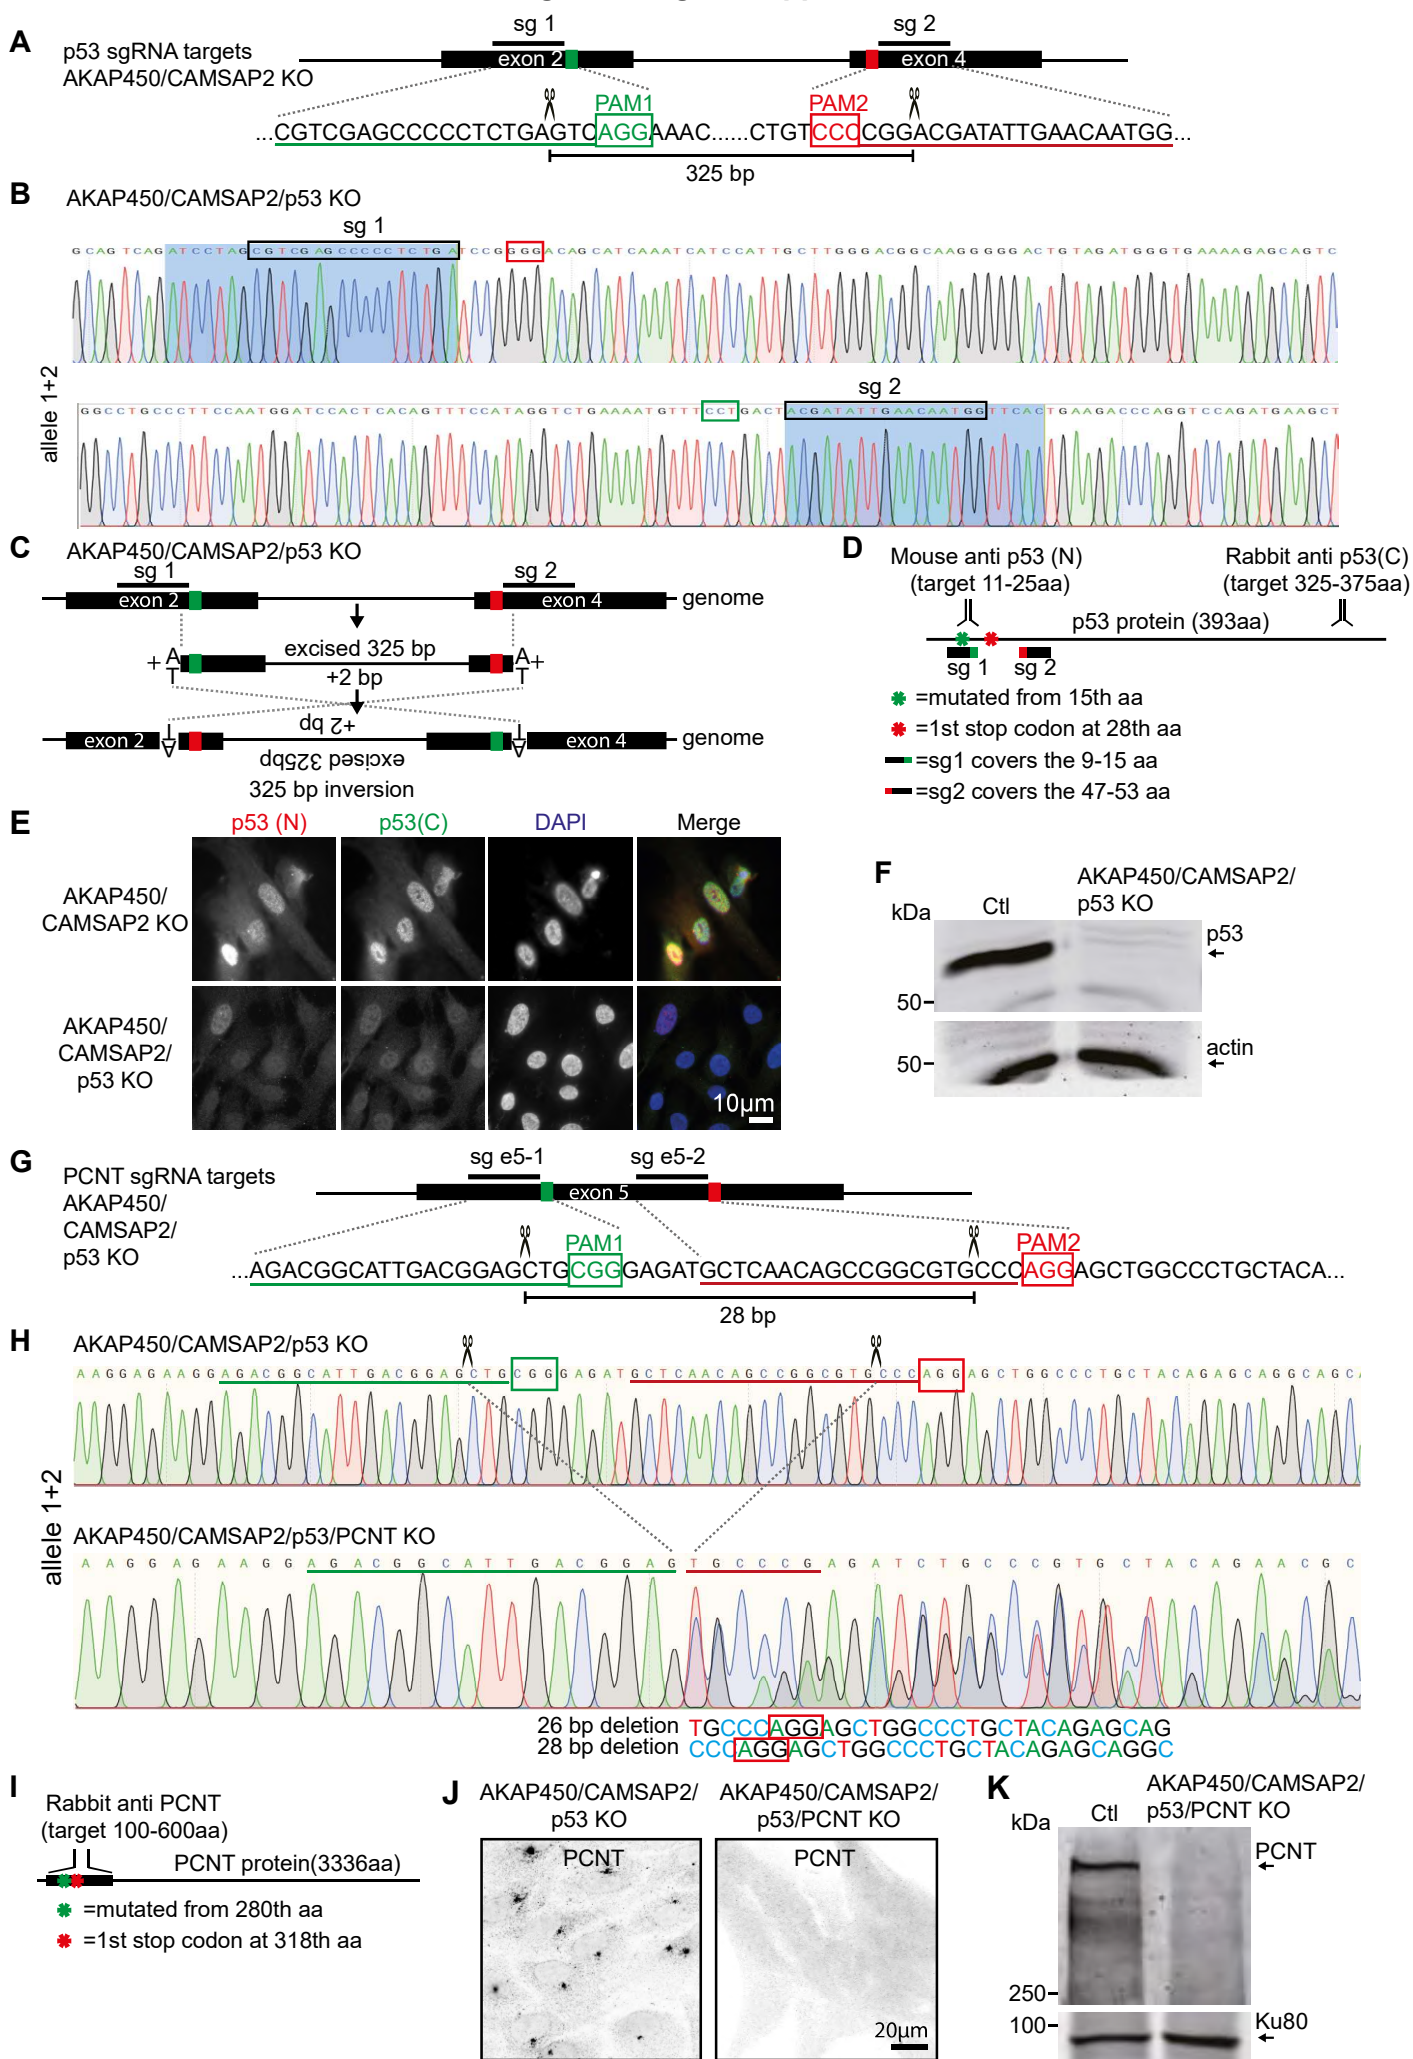 A
p53 sgRNA targets
AKAP450/CAMSAP2 KO
sg 1
sg 2
exon 2
exon 4
PAM1
PAM2
...CGTCGAGCCCCCTCTGAGTCAGGAAAC......CTGTCCCCGGACGATATTGAACAATGG...
325 bp
B
AKAP450/CAMSAP2/p53 KO
sg 1
GCAGTCAGATCCTAGCGTCGAGCCCCCTCTGATCCGGGGACAGCATCAAATCATCCATTGCTTGGGACGGCAAGGGGGACTGTAGATGGGTGAAAAGAGCAGTC
allele 1+2
sg 2
GGCCTGCCCTTCCAATGGATCCACTCACAGTTTCCATAGGTCTGAAAATGTTTCCTGACTACGATATTGAACAATGGTTCACTGAAGACCCAGGTCCAGATGAAGCT
C
AKAP450/CAMSAP2/p53 KO
sg 1
sg 2
exon 2
exon 4
genome
excised 325 bp
+2 bp
+ A
T
A +
T
+2 bp
excised 325bp
exon 2
T
A
T
A
exon 4
genome
325 bp inversion
D
Mouse anti p53 (N)
(target 11-25aa)
Rabbit anti p53(C)
(target 325-375aa)
p53 protein (393aa)
sg 1
sg 2
=mutated from 15th aa
=1st stop codon at 28th aa
=sg1 covers the 9-15 aa
=sg2 covers the 47-53 aa
E
p53 (N)
p53(C)
DAPI
Merge
AKAP450/
CAMSAP2 KO
AKAP450/
CAMSAP2/
p53 KO
10μm
F
kDa
Ctl
AKAP450/CAMSAP2/
p53 KO
p53
50
actin
50
G
PCNT sgRNA targets
AKAP450/
CAMSAP2/
p53 KO
sg e5-1
sg e5-2
exon 5
PAM1
PAM2
...AGACGGCATTGACGGAGCTGCGGGAGATGCTCAACAGCCGGCGTGCCCAGGAGCTGGCCCTGCTACA...
28 bp
H
AKAP450/CAMSAP2/p53 KO
AAGGAGAAGGAGACGGCATTGACGGAGCTGCGGGAGATGCTCAACAGCCGGCGTGCCCAGGAGCTGGCCCTGCTACAGAGCAGGCAGC
allele 1+2
AKAP450/CAMSAP2/p53/PCNT KO
AAGGAGAAGGAGACGGCATTGACGGAGTGCCCGAGATCTGCCCGTGCTACAGAACGC
26 bp deletion TGCCCAGGAGCTGGCCCTGCTACAGAGCAG
28 bp deletion CCCAGGAGCTGGCCCTGCTACAGAGCAGGC
I
Rabbit anti PCNT
(target 100-600aa)
PCNT protein(3336aa)
=mutated from 280th aa
=1st stop codon at 318th aa
J
AKAP450/CAMSAP2/
p53 KO
AKAP450/CAMSAP2/
p53/PCNT KO
PCNT
PCNT
20μm
K
kDa
Ctl
AKAP450/CAMSAP2/
p53/PCNT KO
PCNT
250
100
Ku80